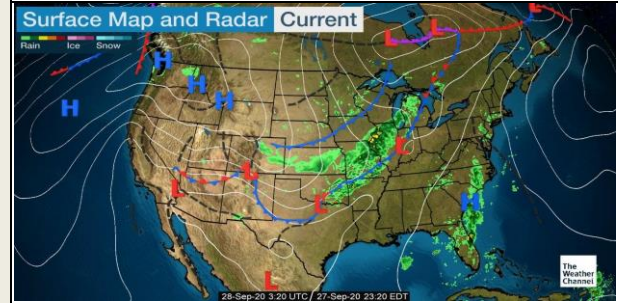 Surface Map and Radar Current
Rain Ice Snow
L L L
H
H
H
H
L
L
L
L
H
L
The
Weather
Channel
28-Sep-20 3:20 UTC / 27-Sep-20 23:20 EDT